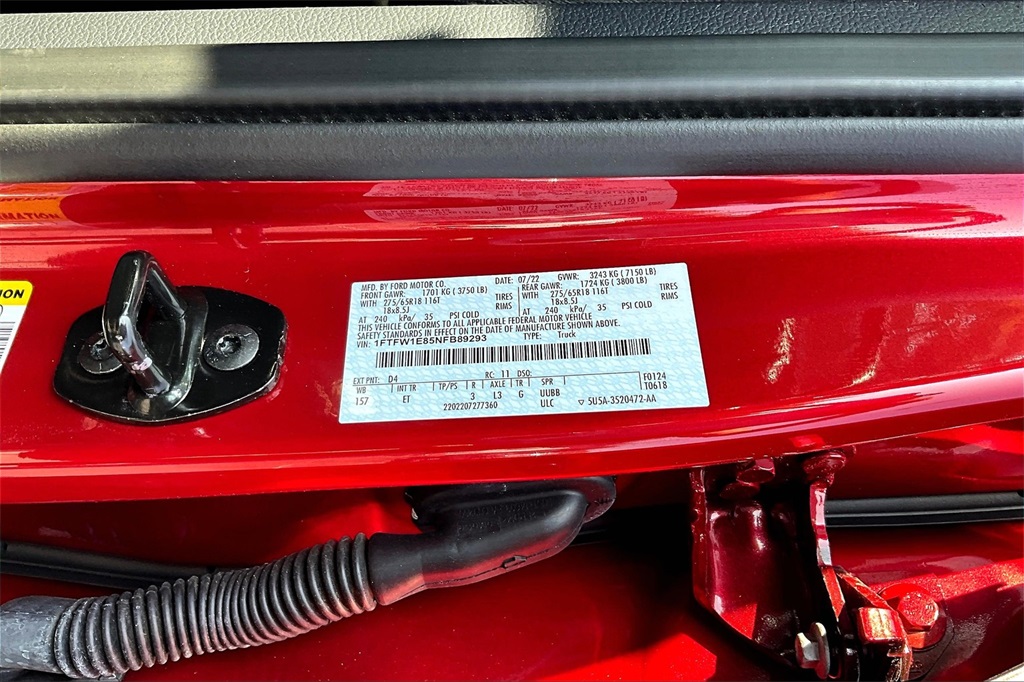 MFD. BY FORD MOTOR CO. DATE: 07/22 GVWR: 3243 KG ( 7150 LB)
FRONT GAWR: 1701 KG ( 3750 LB) REAR GAWR: 1724 KG ( 3800 LB)
WITH 275/65R18 116T TIRES WITH 275/65R18 116T TIRES
18x8.5J RIMS 18x8.5J RIMS
AT 240 kPa/ 35 PSI COLD AT 240 kPa/ 35 PSI COLD
THIS VEHICLE CONFORMS TO ALL APPLICABLE FEDERAL MOTOR VEHICLE
SAFETY STANDARDS IN EFFECT ON THE DATE OF MANUFACTURE SHOWN ABOVE.
VIN: 1FTFW1E85NFB89293 TYPE: Truck
EXT PNT: D4 RC: 11 DSO: F0124
WB INT TR TP/PS R AXLE TR SPR T0618
157 ET 3 L3 G UUBB
2202207277360 ULC ▽ 5U5A-3520472-AA
MATION
ION